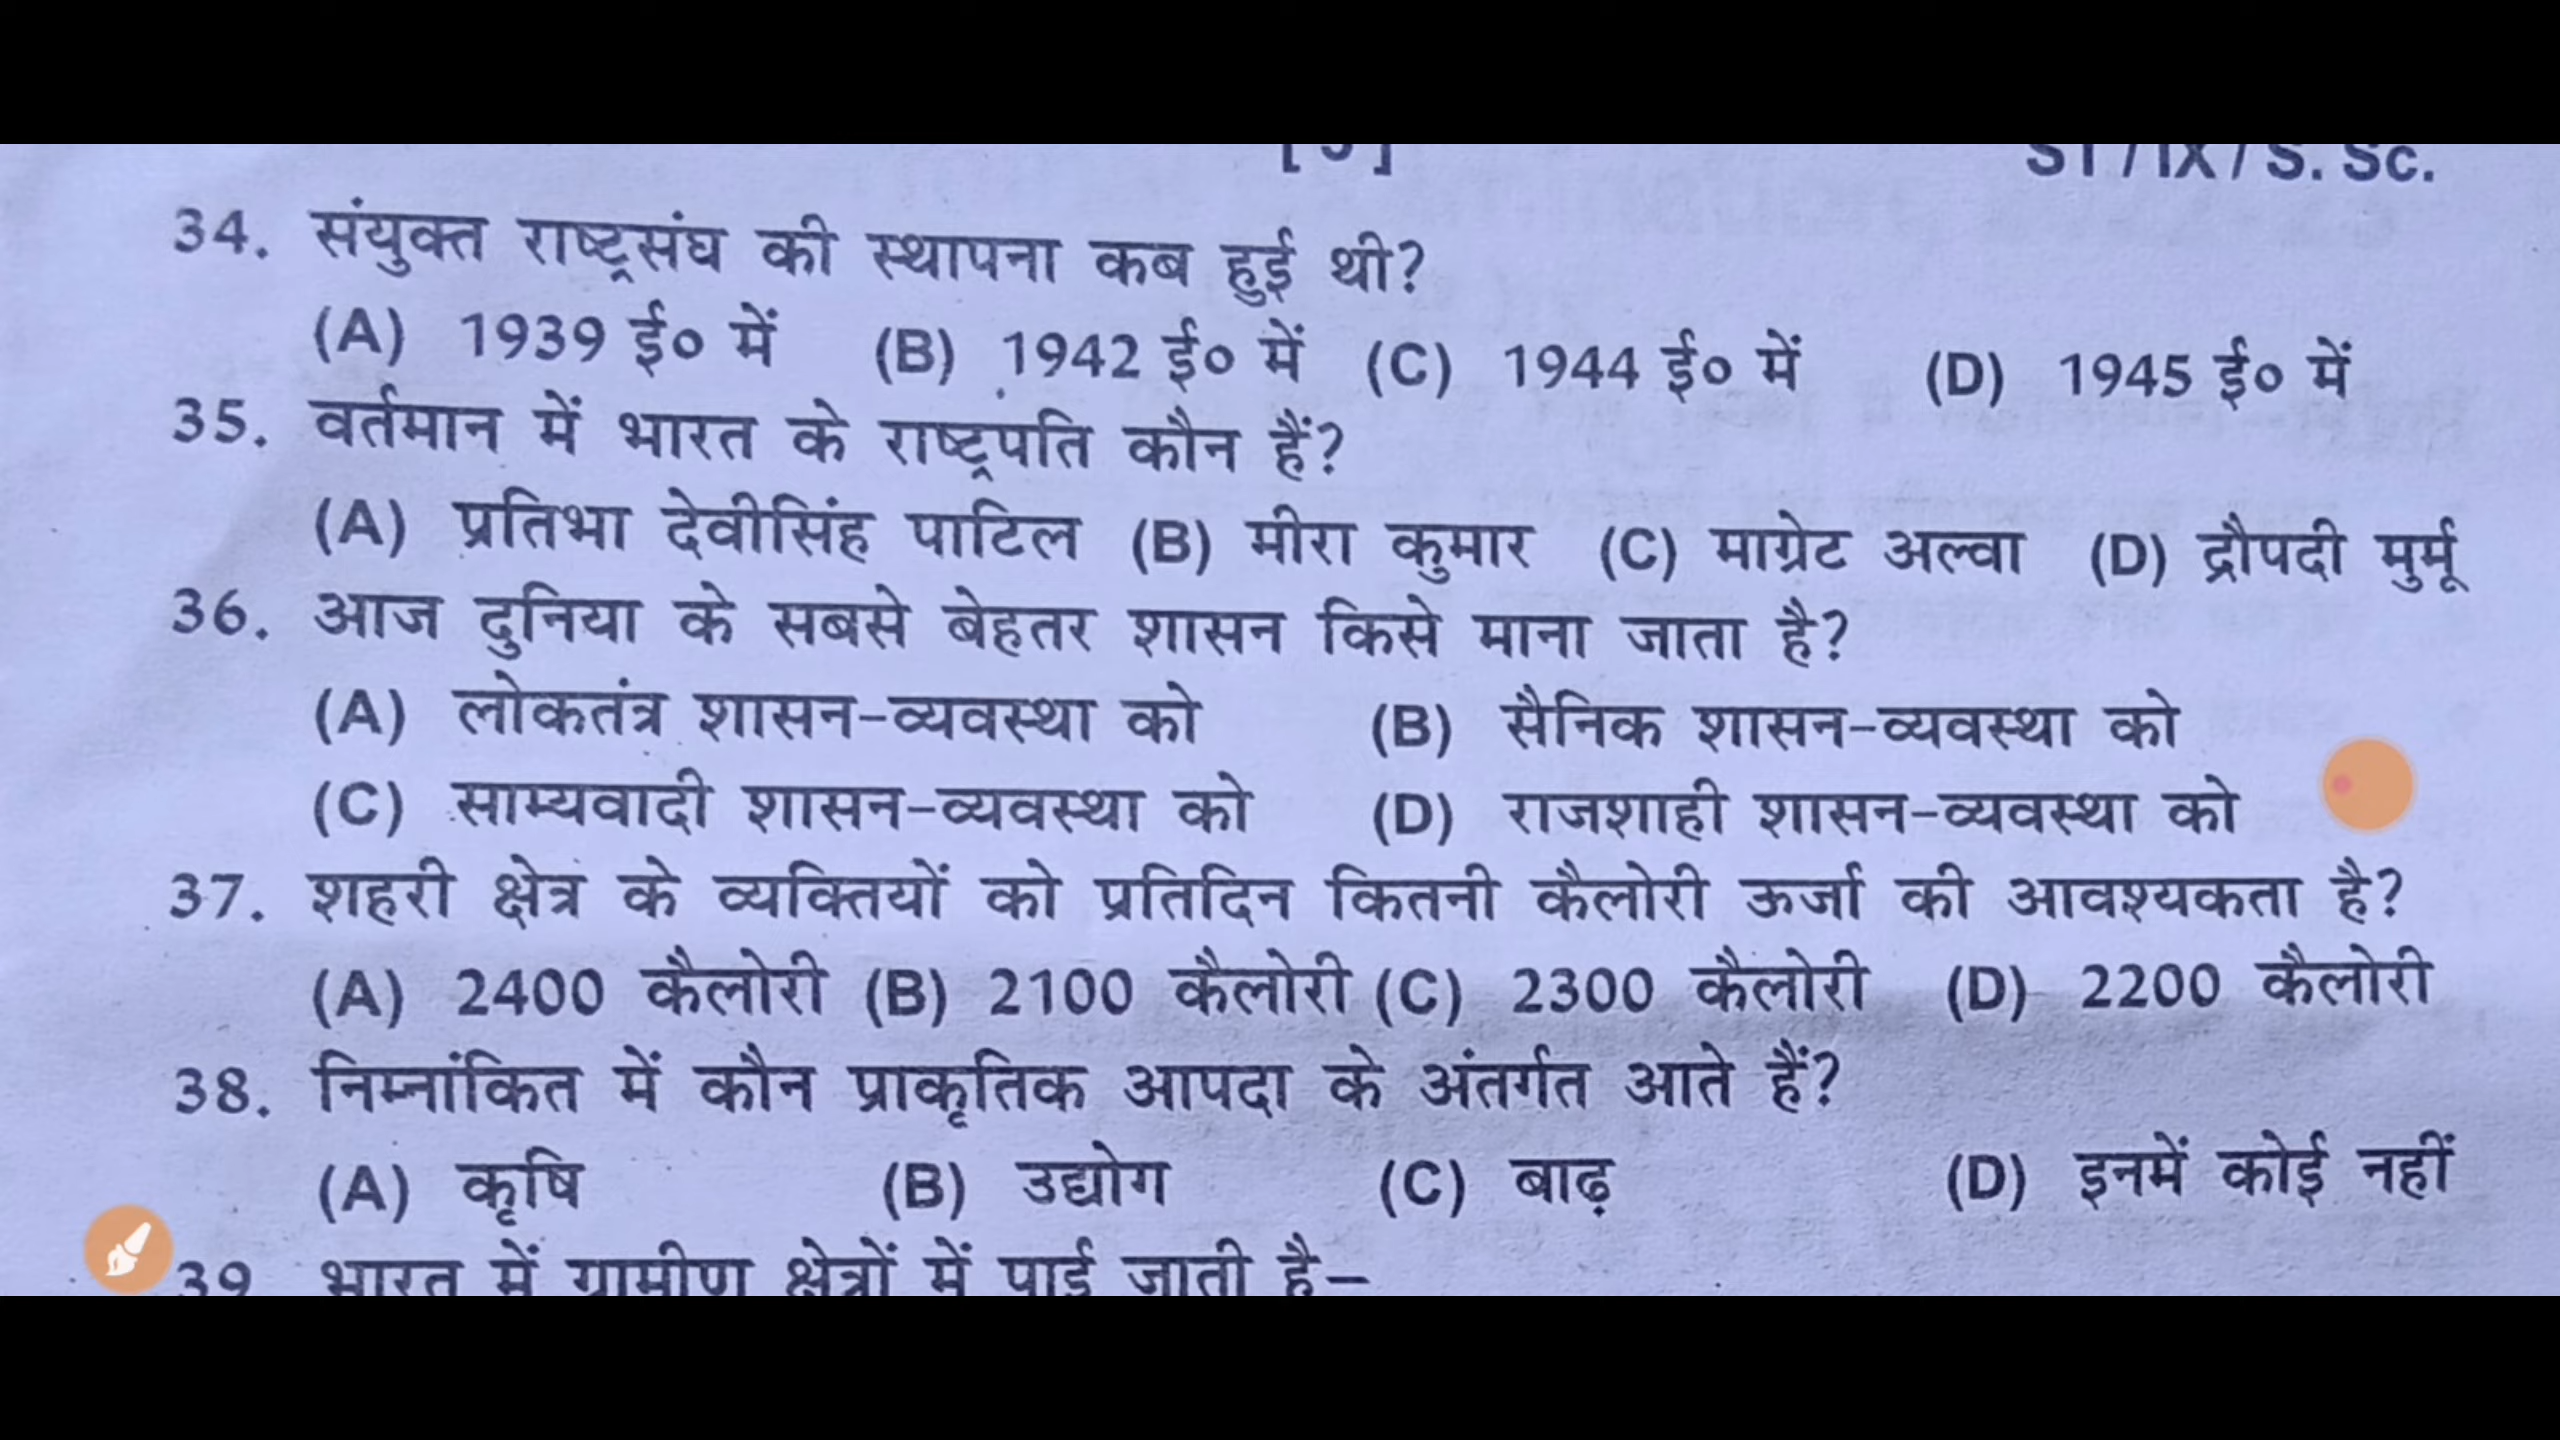 ST / IX / S. Sc.
34. संयुक्त राष्ट्रसंघ की स्थापना कब हुई थी?
(A) 1939 ई० में (B) 1942 ई० में (C) 1944 ई० में (D) 1945 ई० में
35. वर्तमान में भारत के राष्ट्रपति कौन हैं?
(A) प्रतिभा देवीसिंह पाटिल (B) मीरा कुमार (C) माग्रेट अल्वा (D) द्रौपदी मुर्मू
36. आज दुनिया के सबसे बेहतर शासन किसे माना जाता है?
(A) लोकतंत्र शासन-व्यवस्था को (B) सैनिक शासन-व्यवस्था को
(C) साम्यवादी शासन-व्यवस्था को (D) राजशाही शासन-व्यवस्था को
37. शहरी क्षेत्र के व्यक्तियों को प्रतिदिन कितनी कैलोरी ऊर्जा की आवश्यकता है?
(A) 2400 कैलोरी (B) 2100 कैलोरी (C) 2300 कैलोरी (D) 2200 कैलोरी
38. निम्नांकित में कौन प्राकृतिक आपदा के अंतर्गत आते हैं?
(A) कृषि (B) उद्योग (C) बाढ़ (D) इनमें कोई नहीं
39 भारत में ग्रामीण क्षेत्रों में पाई जाती है–